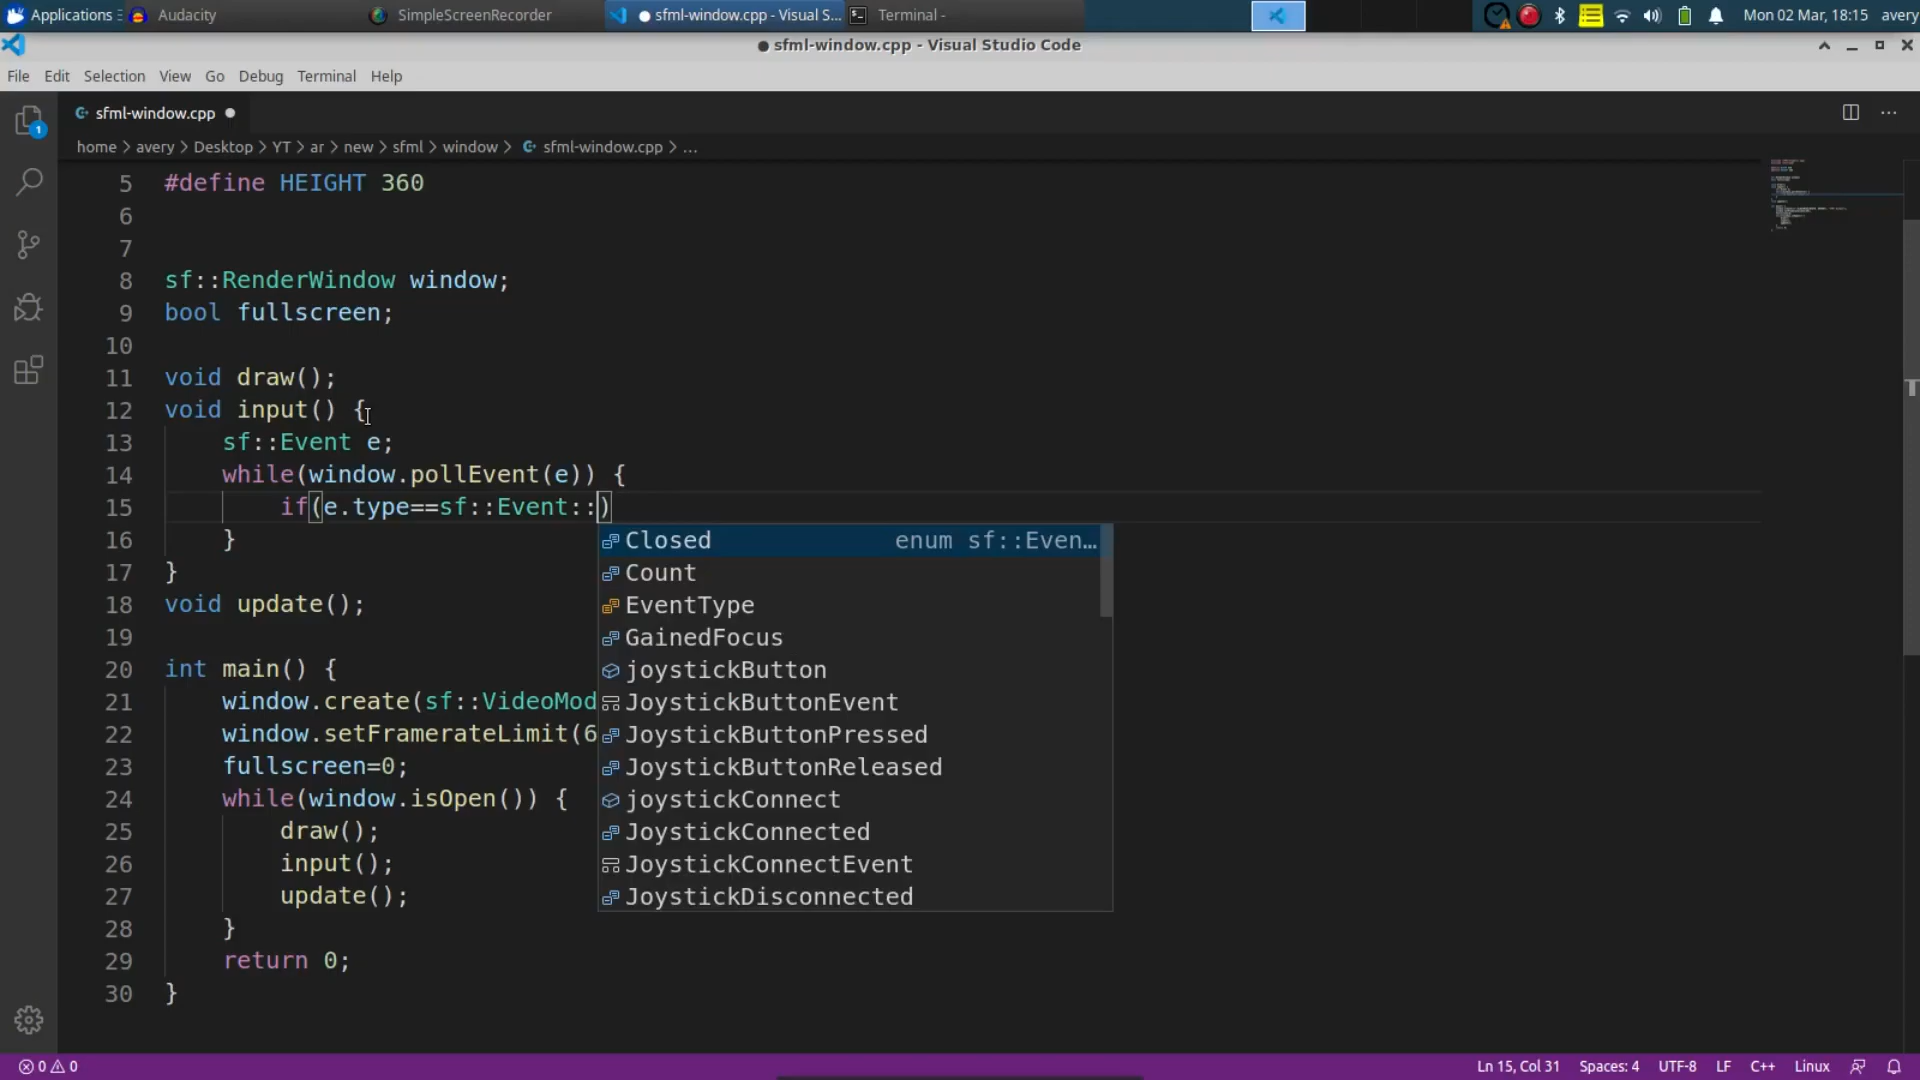 Applications
Audacity
SimpleScreenRecorder
● sfml-window.cpp - Visual S...
Terminal -
Mon 02 Mar, 18:15
avery
● sfml-window.cpp - Visual Studio Code
File Edit Selection View Go Debug Terminal Help
1
sfml-window.cpp ●
home > avery > Desktop > YT > ar > new > sfml > window > sfml-window.cpp > ...
5 #define HEIGHT 360
6
7
8 sf::RenderWindow window;
9 bool fullscreen;
10
11 void draw();
12 void input() {
13 sf::Event e;
14 while(window.pollEvent(e)) {
15 if(e.type==sf::Event::)
16 }
17 }
18 void update();
19
20 int main() {
21 window.create(sf::VideoMod
22 window.setFramerateLimit(6
23 fullscreen=0;
24 while(window.isOpen()) {
25 draw();
26 input();
27 update();
28 }
29 return 0;
30 }
Closed enum sf::Even…
Count
EventType
GainedFocus
joystickButton
JoystickButtonEvent
JoystickButtonPressed
JoystickButtonReleased
joystickConnect
JoystickConnected
JoystickConnectEvent
JoystickDisconnected
0 0
Ln 15, Col 31 Spaces: 4 UTF-8 LF C++ Linux